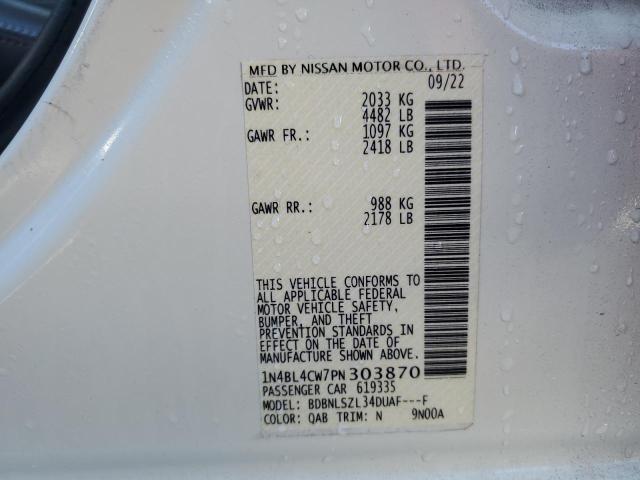 MFD BY NISSAN MOTOR CO., LTD.
DATE: 09/22
GVWR: 2033 KG
4482 LB
GAWR FR.: 1097 KG
2418 LB
GAWR RR.: 988 KG
2178 LB
THIS VEHICLE CONFORMS TO
ALL APPLICABLE FEDERAL
MOTOR VEHICLE SAFETY,
BUMPER, AND THEFT
PREVENTION STANDARDS IN
EFFECT ON THE DATE OF
MANUFACTURE SHOWN ABOVE.
1N4BL4CW7PN303870
PASSENGER CAR 619335
MODEL: BDBNLSZL34DUAF---F
COLOR: QAB TRIM: N 9N00A